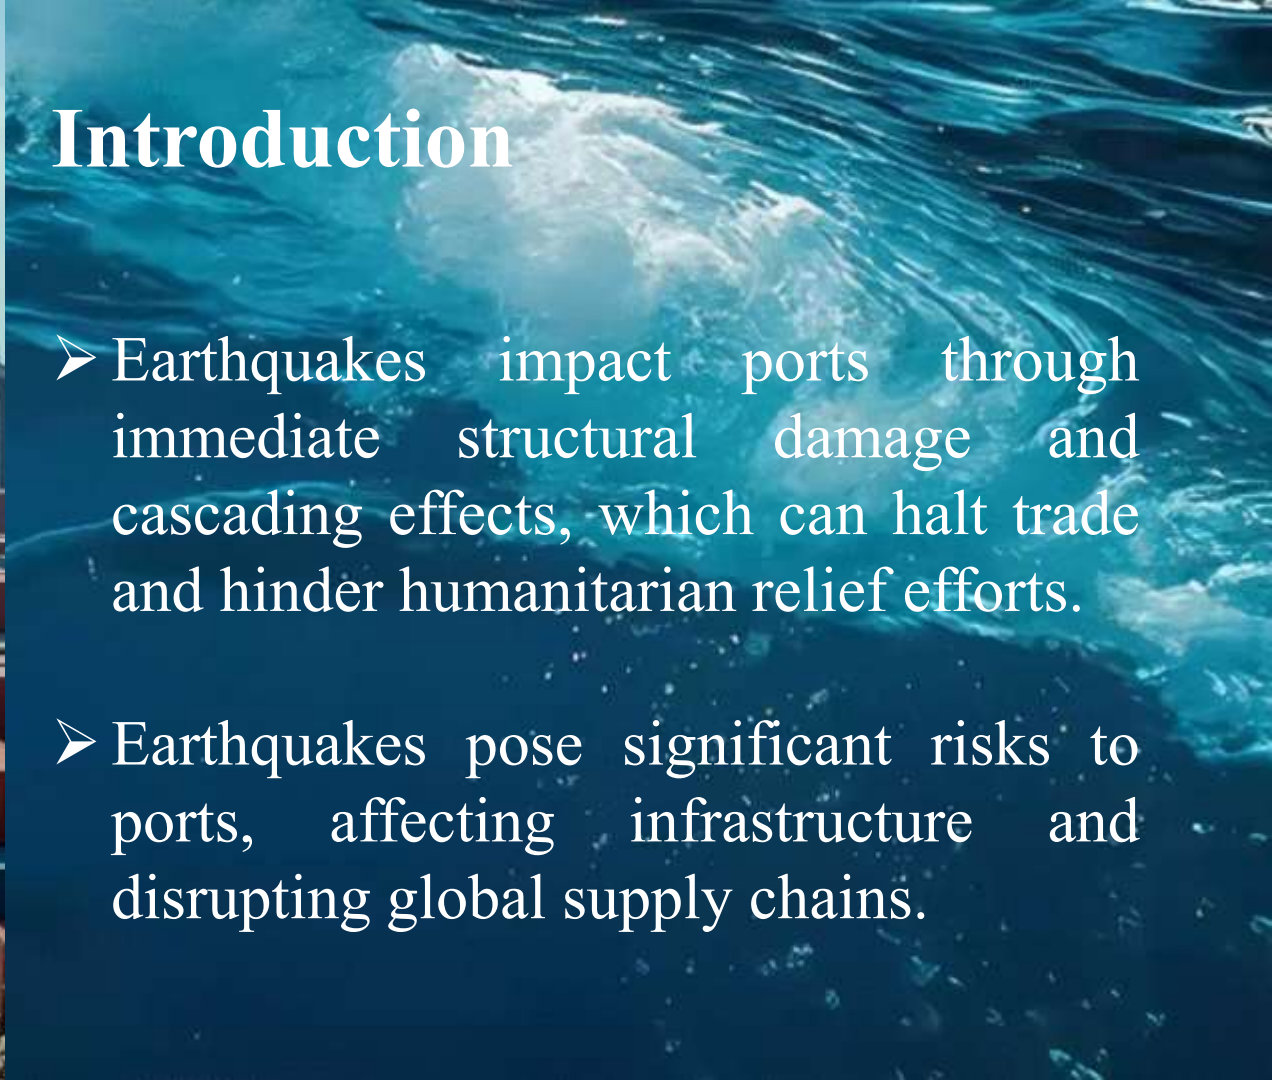 Introduction
➢ Earthquakes impact ports through
immediate structural damage and
cascading effects, which can halt trade
and hinder humanitarian relief efforts.
➢ Earthquakes pose significant risks to
ports, affecting infrastructure and
disrupting global supply chains.